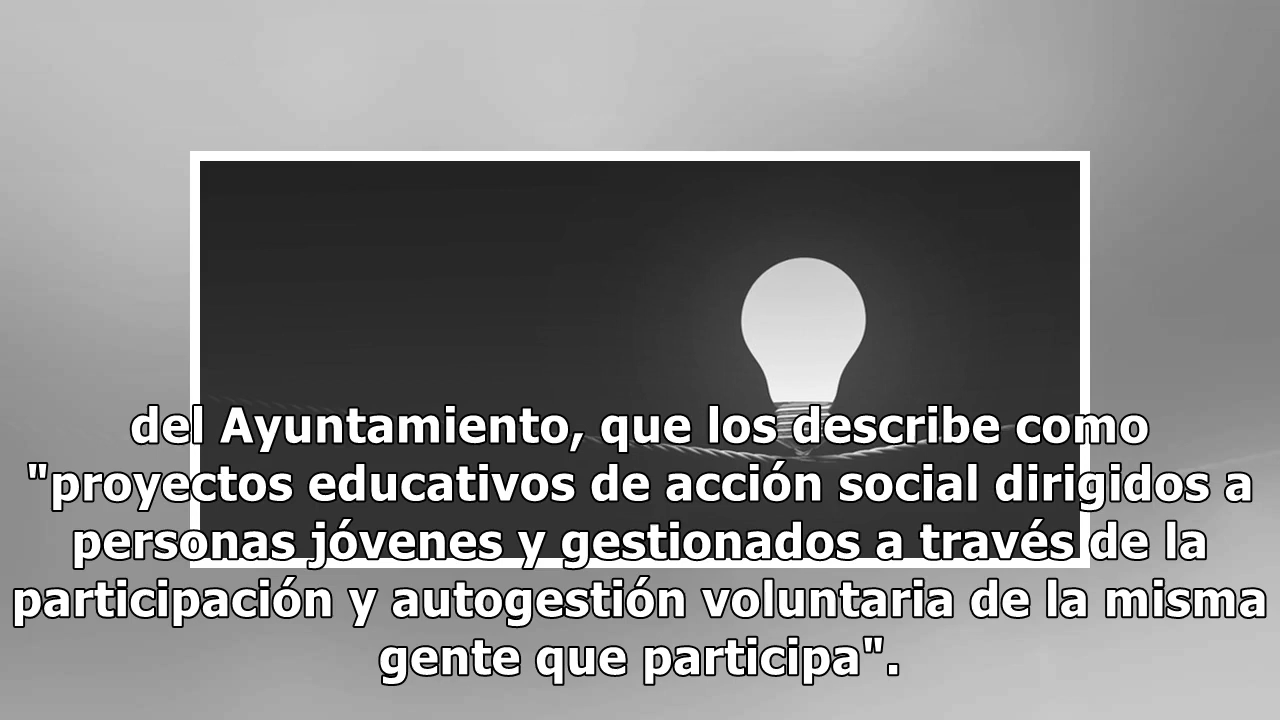 del Ayuntamiento, que los describe como
"proyectos educativos de acción social dirigidos a
personas jóvenes y gestionados a través de la
participación y autogestión voluntaria de la misma
gente que participa".